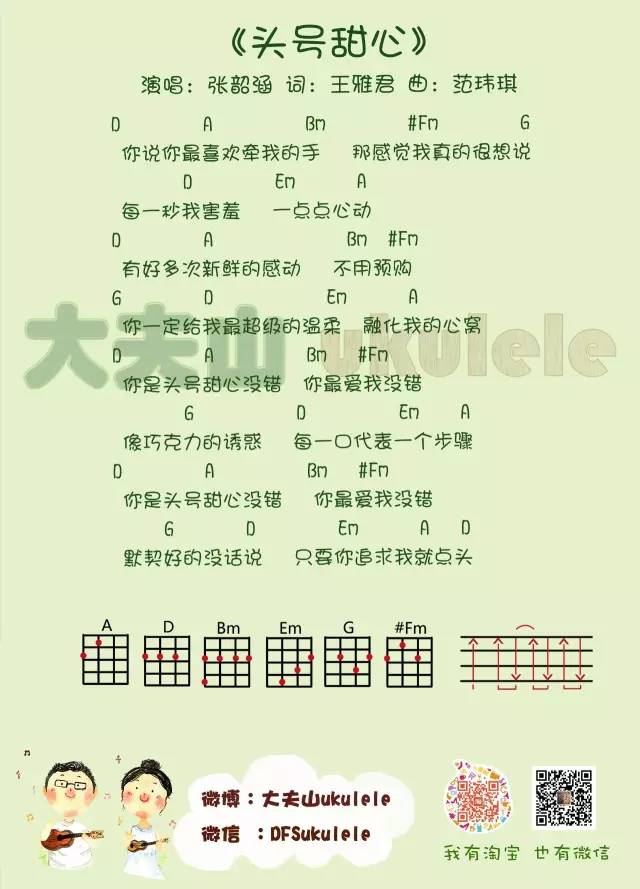 《头号甜心》
演唱：张韶涵 词：王雅君 曲：范玮琪
D A Bm #Fm G
你说你最喜欢牵我的手 那感觉我真的很想说
D Em A
每一秒我害羞 一点点心动
D A Bm #Fm
有好多次新鲜的感动 不用预购
G D Em A
你一定给我最超级的温柔 融化我的心窝
大夫山 ukulele
D A Bm #Fm
你是头号甜心没错 你最爱我没错
G D Em A
像巧克力的诱惑 每一口代表一个步骤
D A Bm #Fm
你是头号甜心没错 你最爱我没错
G D Em A D
默契好的没话说 只要你追求我就点头
A D Bm Em G #Fm
微博：大夫山ukulele
微信 ：DFSukulele
我有淘宝 也有微信